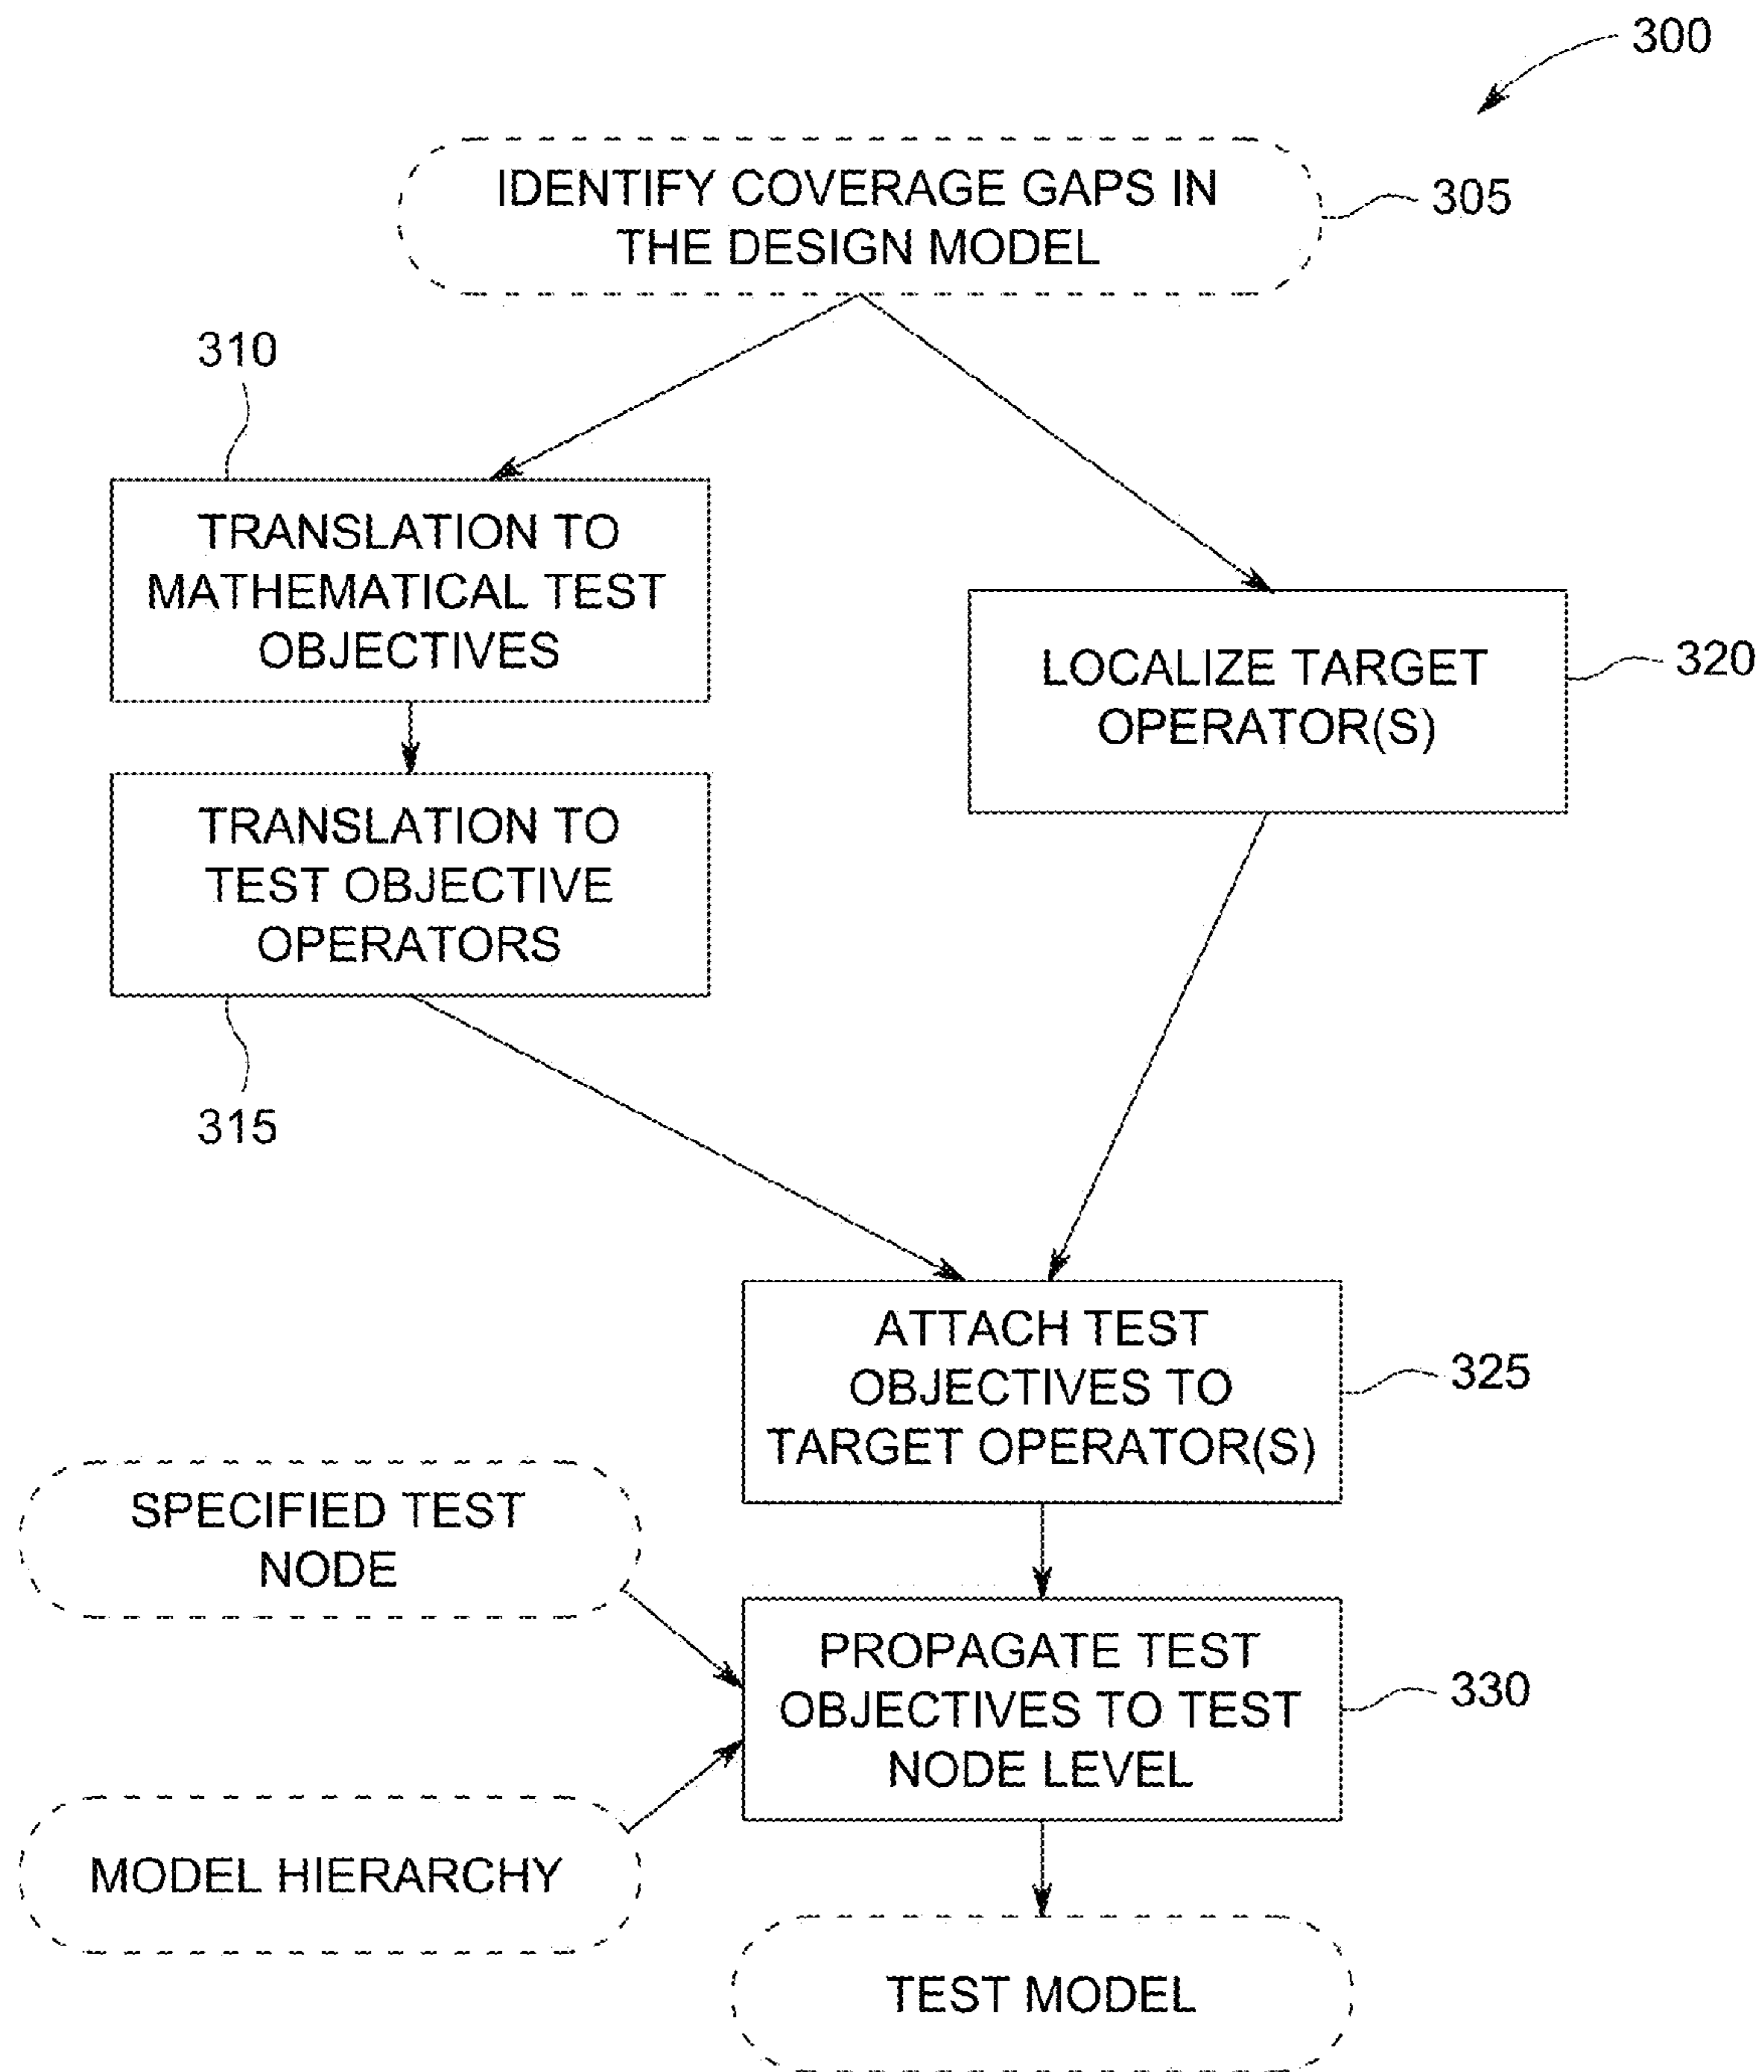 300
IDENTIFY COVERAGE GAPS IN
THE DESIGN MODEL
305
310
TRANSLATION TO
MATHEMATICAL TEST
OBJECTIVES
LOCALIZE TARGET
OPERATOR(S)
320
TRANSLATION TO
TEST OBJECTIVE
OPERATORS
315
ATTACH TEST
OBJECTIVES TO
TARGET OPERATOR(S)
325
SPECIFIED TEST
NODE
PROPAGATE TEST
OBJECTIVES TO TEST
NODE LEVEL
330
MODEL HIERARCHY
TEST MODEL